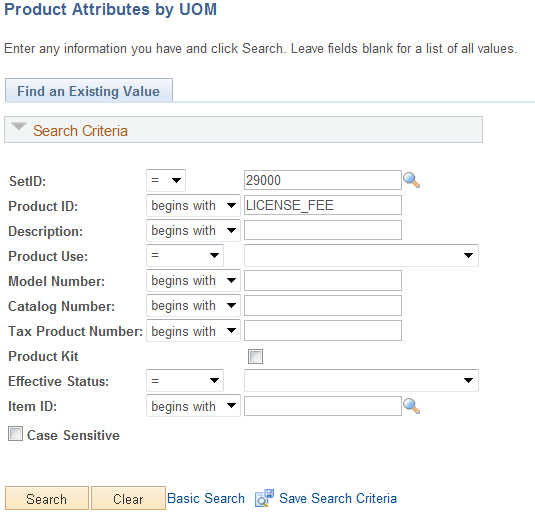 Product Attributes by UOM
Enter any information you have and click Search. Leave fields blank for a list of all values.
Find an Existing Value
Search Criteria
SetID: = 29000
Product ID: begins with LICENSE_FEE
Description: begins with
Product Use: =
Model Number: begins with
Catalog Number: begins with
Tax Product Number: begins with
Product Kit
Effective Status: =
Item ID: begins with
Case Sensitive
Search Clear Basic Search Save Search Criteria